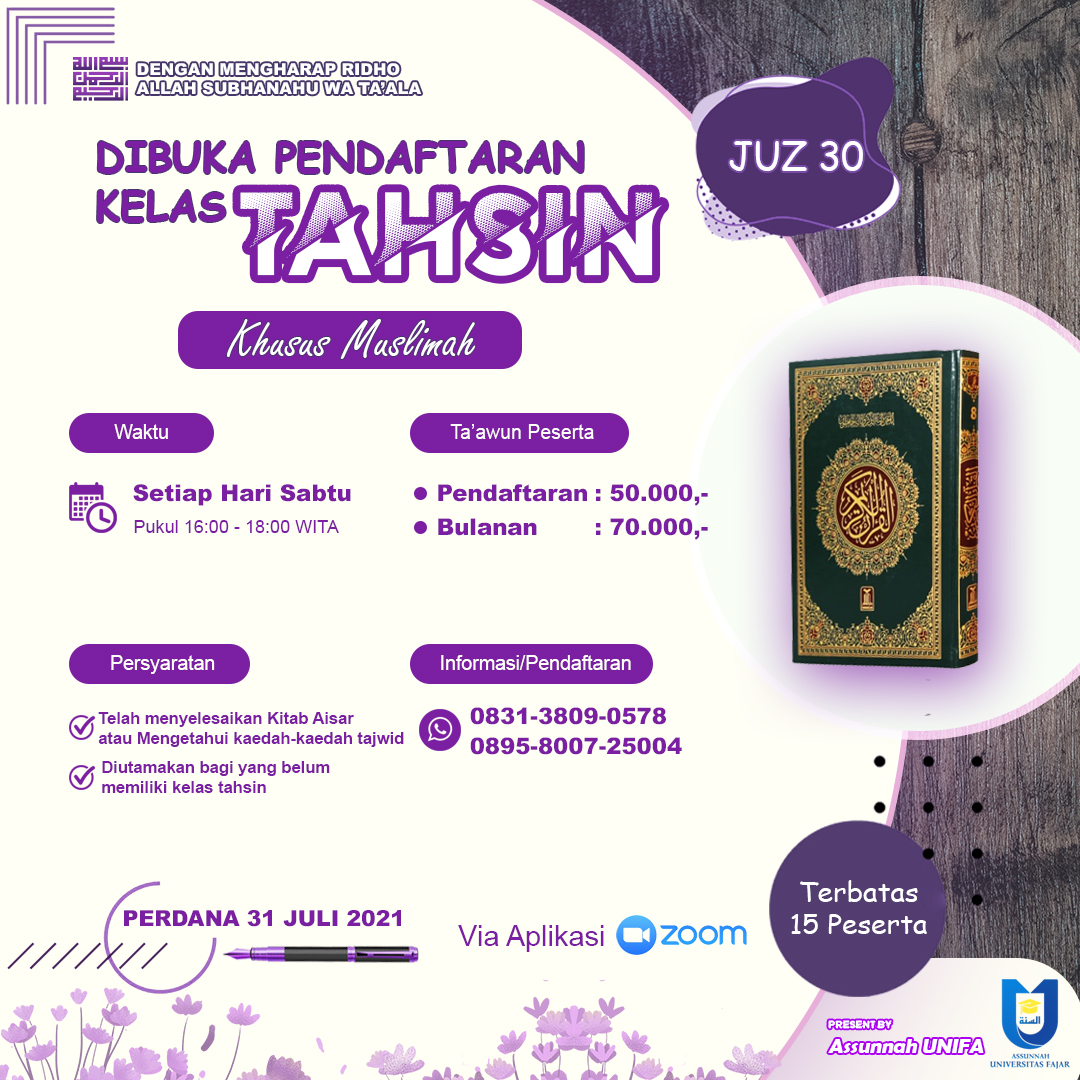 DENGAN MENGHARAP RIDHO
ALLAH SUBHANAHU WA TA'ALA
DIBUKA PENDAFTARAN
KELAS TAHSIN
JUZ 30
Khusus Muslimah
Waktu
Setiap Hari Sabtu
Pukul 16:00 - 18:00 WITA
Ta'awun Peserta
Pendaftaran : 50.000,-
Bulanan : 70.000,-
8
القرآن الكريم
Persyaratan
Telah menyelesaikan Kitab Aisar
atau Mengetahui kaedah-kaedah tajwid
Diutamakan bagi yang belum
memiliki kelas tahsin
Informasi/Pendaftaran
0831-3809-0578
0895-8007-25004
PERDANA 31 JULI 2021
Via Aplikasi zoom
Terbatas
15 Peserta
PRESENT BY
Assunnah UNIFA
السنة
ASSUNNAH
UNIVERSITAS FAJAR